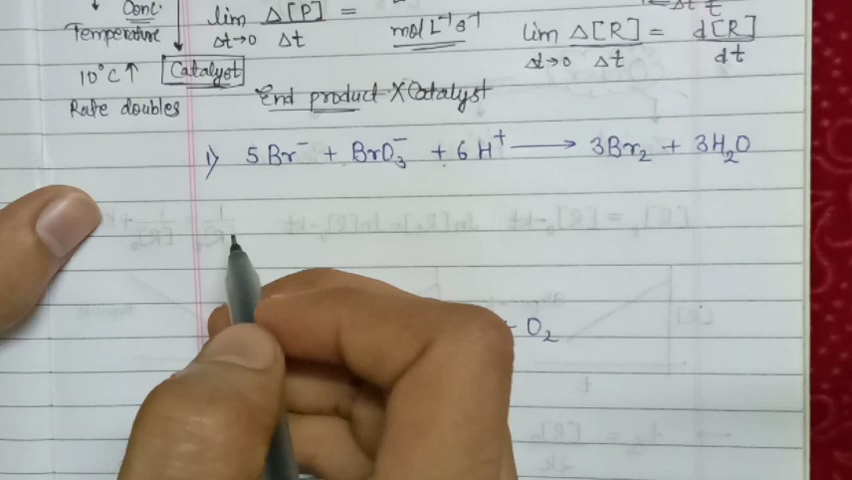 Conc.
Temperature
10°C↑ Catalyst
Rate doubles
lim Δt→0 Δ[P]/Δt =
mol L⁻¹ s⁻¹
lim Δt→0 Δ[R]/Δt = d[R]/dt
End product X Catalyst
1) 5Br⁻ + BrO₃⁻ + 6H⁺ → 3Br₂ + 3H₂O
O₂